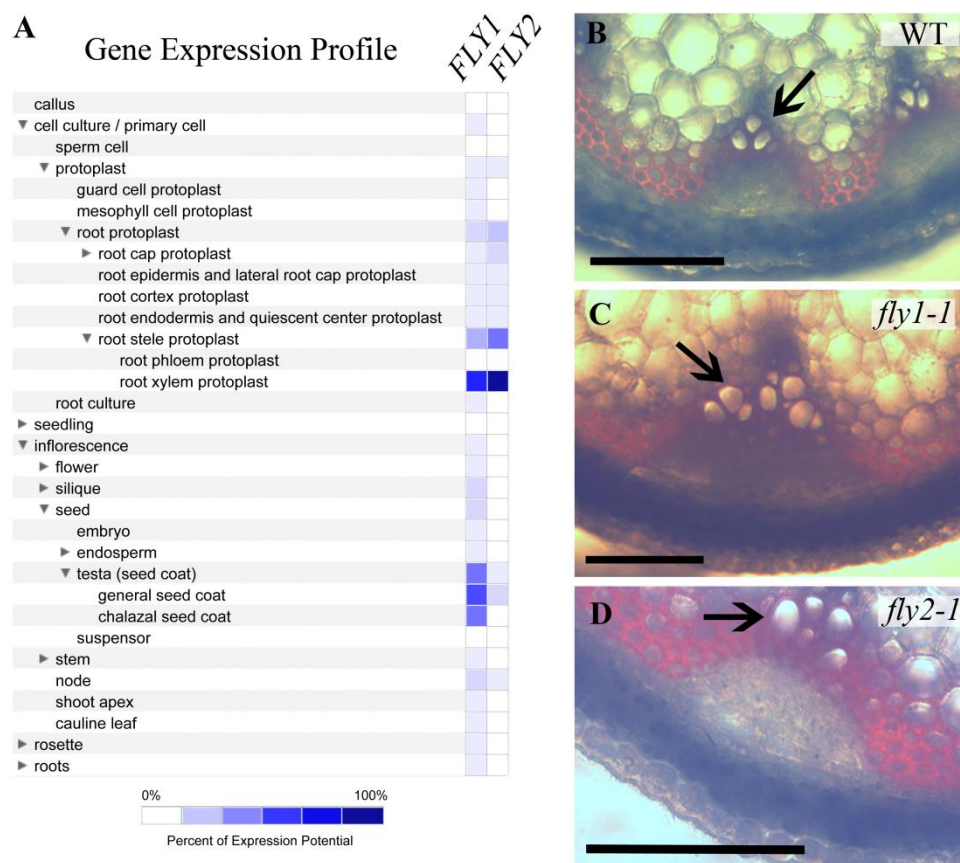 A
Gene Expression Profile
FLY1
FLY2
callus
cell culture / primary cell
sperm cell
protoplast
guard cell protoplast
mesophyll cell protoplast
root protoplast
root cap protoplast
root epidermis and lateral root cap protoplast
root cortex protoplast
root endodermis and quiescent center protoplast
root stele protoplast
root phloem protoplast
root xylem protoplast
root culture
seedling
inflorescence
flower
silique
seed
embryo
endosperm
testa (seed coat)
general seed coat
chalazal seed coat
suspensor
stem
node
shoot apex
cauline leaf
rosette
roots
0% 100%
Percent of Expression Potential
B WT
C fly1-1
D fly2-1